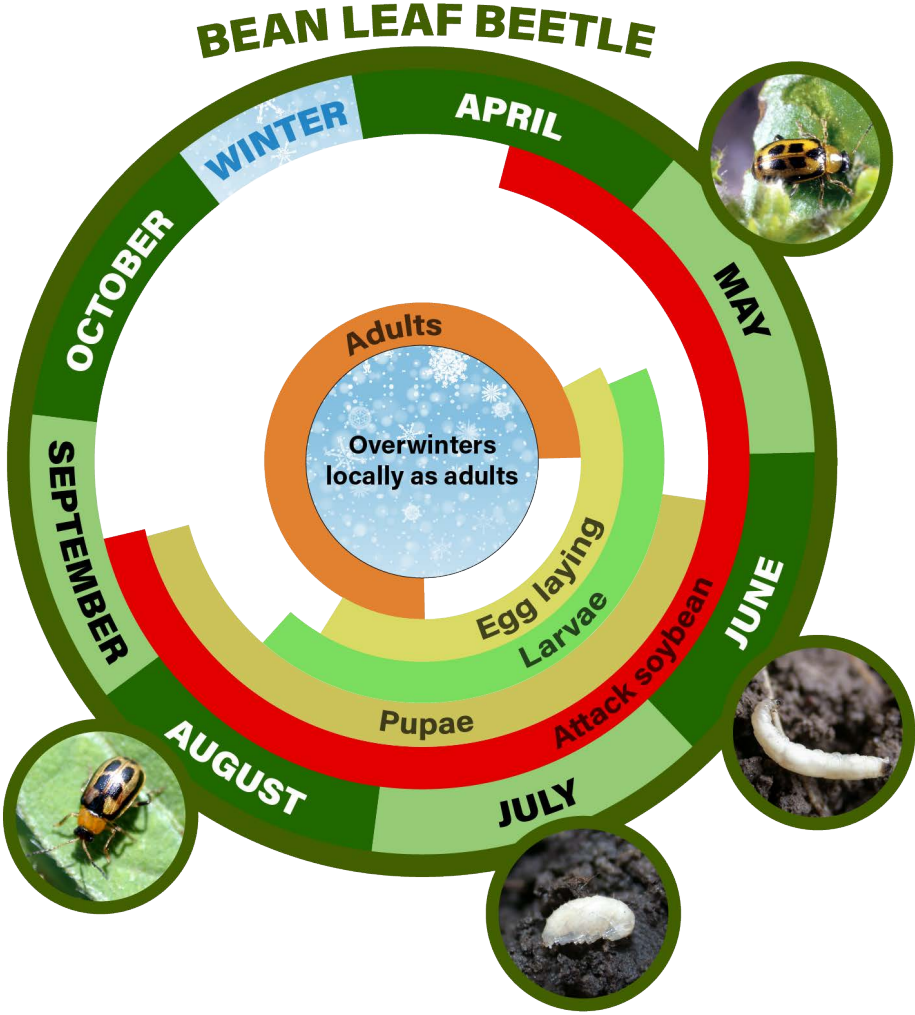 BEAN LEAF BEETLE
WINTER
APRIL
MAY
JUNE
JULY
AUGUST
SEPTEMBER
OCTOBER
Adults
Overwinters
locally as adults
Egg laying
Larvae
Attack soybean
Pupae